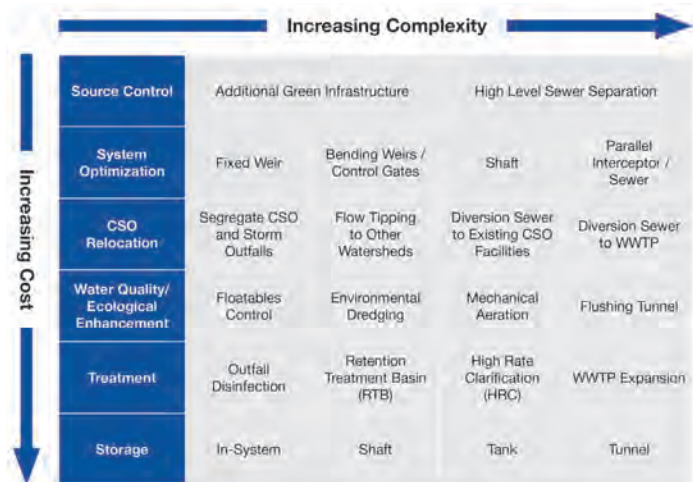 Increasing Complexity
Increasing Cost
Source Control
Additional Green Infrastructure
High Level Sewer Separation
System
Optimization
Fixed Weir
Bending Weirs /
Control Gates
Shaft
Parallel
Interceptor /
Sewer
CSO
Relocation
Segregate CSO
and Storm
Outfalls
Flow Tipping
to Other
Watersheds
Diversion Sewer
to Existing CSO
Facilities
Diversion Sewer
to WWTP
Water Quality/
Ecological
Enhancement
Floatables
Control
Environmental
Dredging
Mechanical
Aeration
Flushing Tunnel
Treatment
Outfall
Disinfection
Retention
Treatment Basin
(RTB)
High Rate
Clarification
(HRC)
WWTP Expansion
Storage
In-System
Shaft
Tank
Tunnel